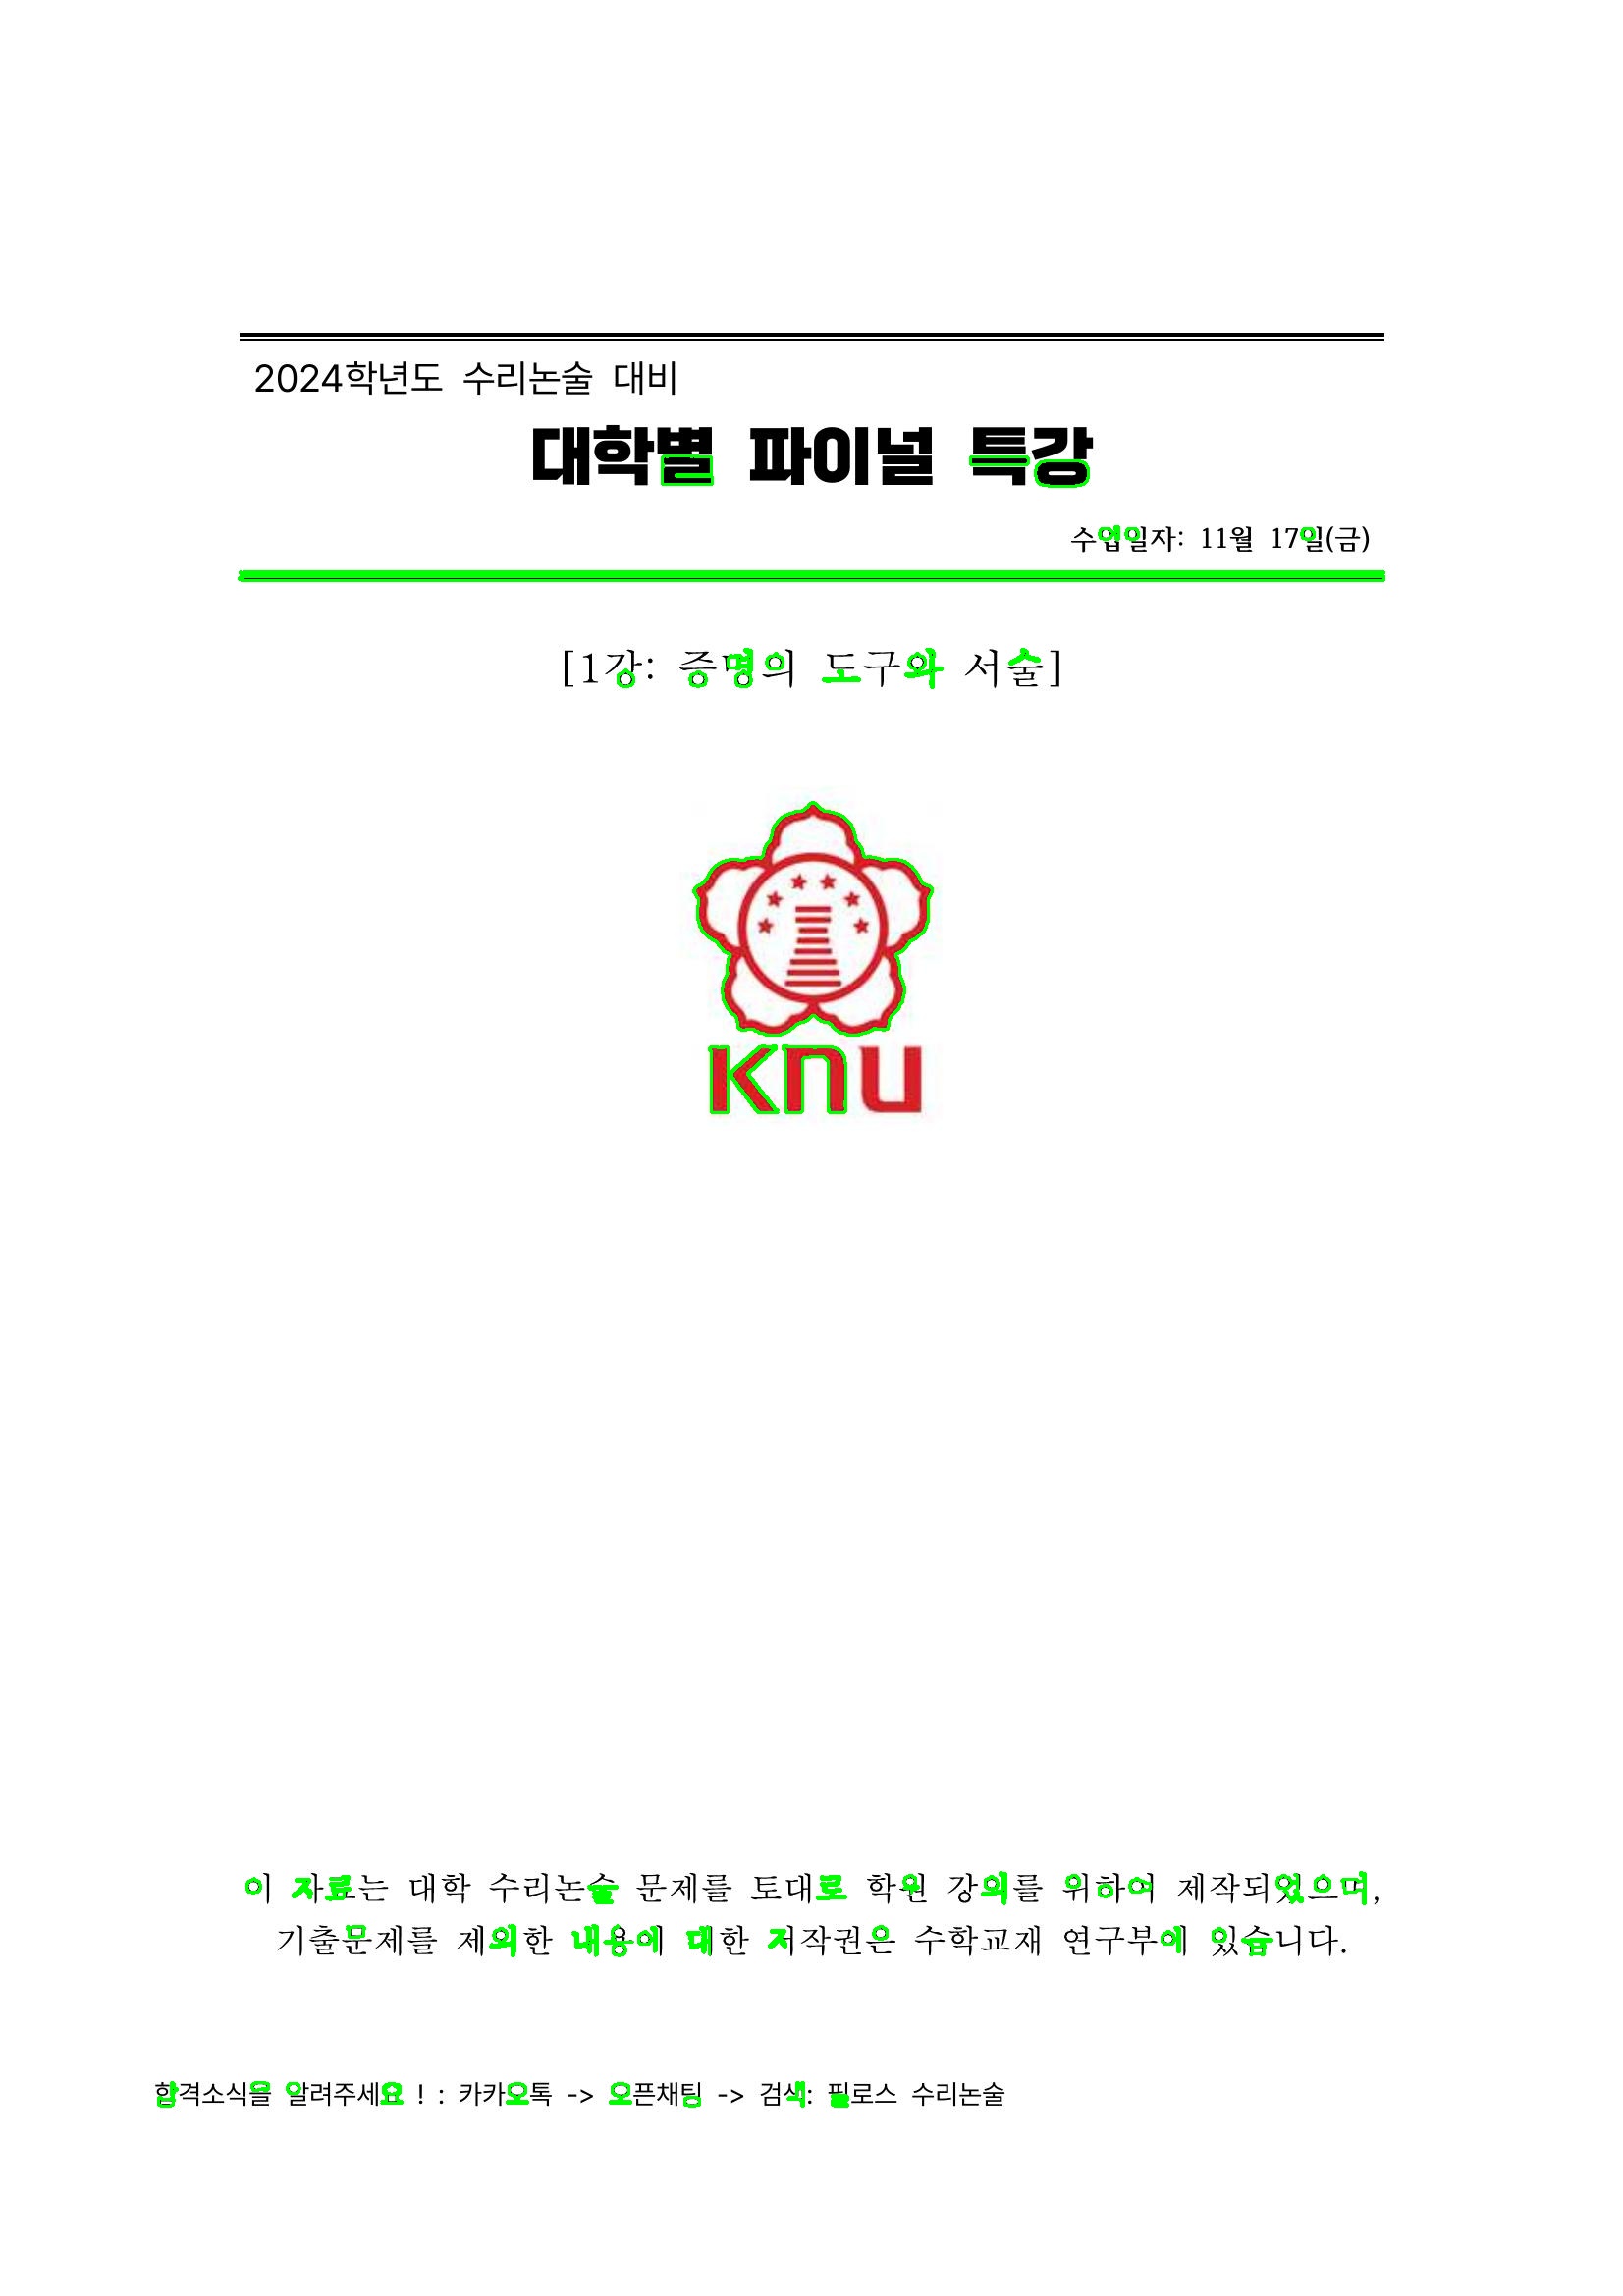 2024학년도 수리논술 대비
대학별 파이널 특강
수업일자: 11월 17일(금)
[1강: 증명의 도구와 서술]
KNU
이 자료는 대학 수리논술 문제를 토대로 학원 강의를 위하여 제작되었으며,
기출문제를 제외한 내용에 대한 저작권은 수학교재 연구부에 있습니다.
합격소식을 알려주세요 ! : 카카오톡 -> 오픈채팅 -> 검색: 필로스 수리논술